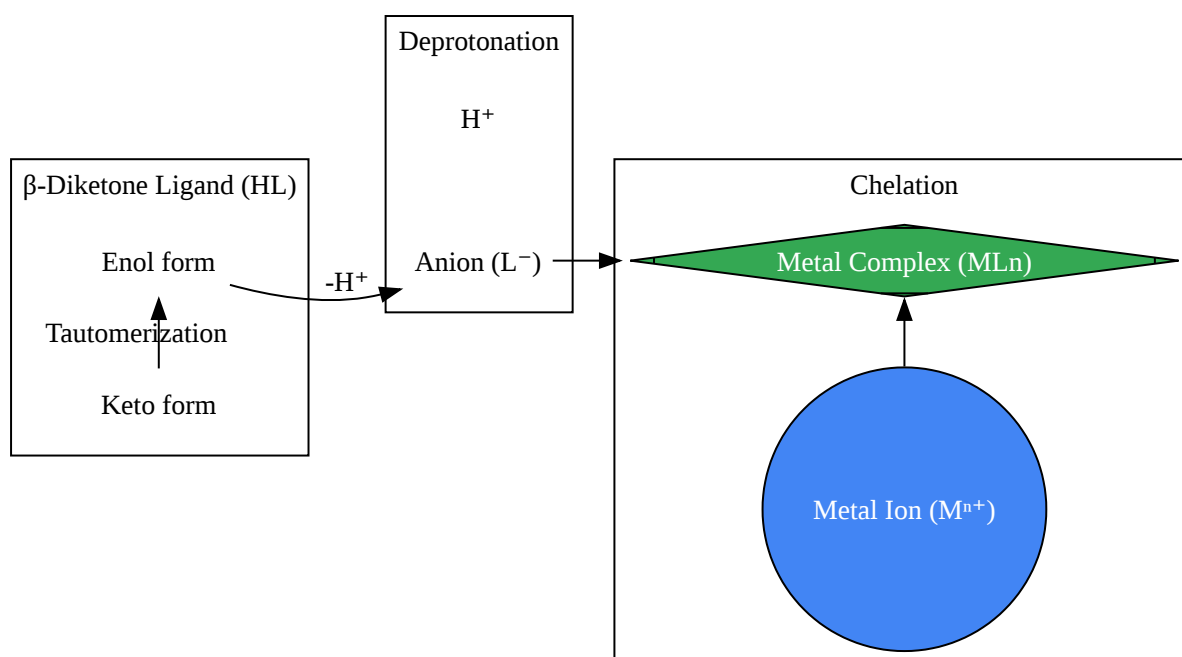 Deprotonation
H⁺
β-Diketone Ligand (HL)
Chelation
Enol form
-H⁺
Anion (L⁻)
Metal Complex (MLn)
Tautomerization
Keto form
Metal Ion (Mⁿ⁺)